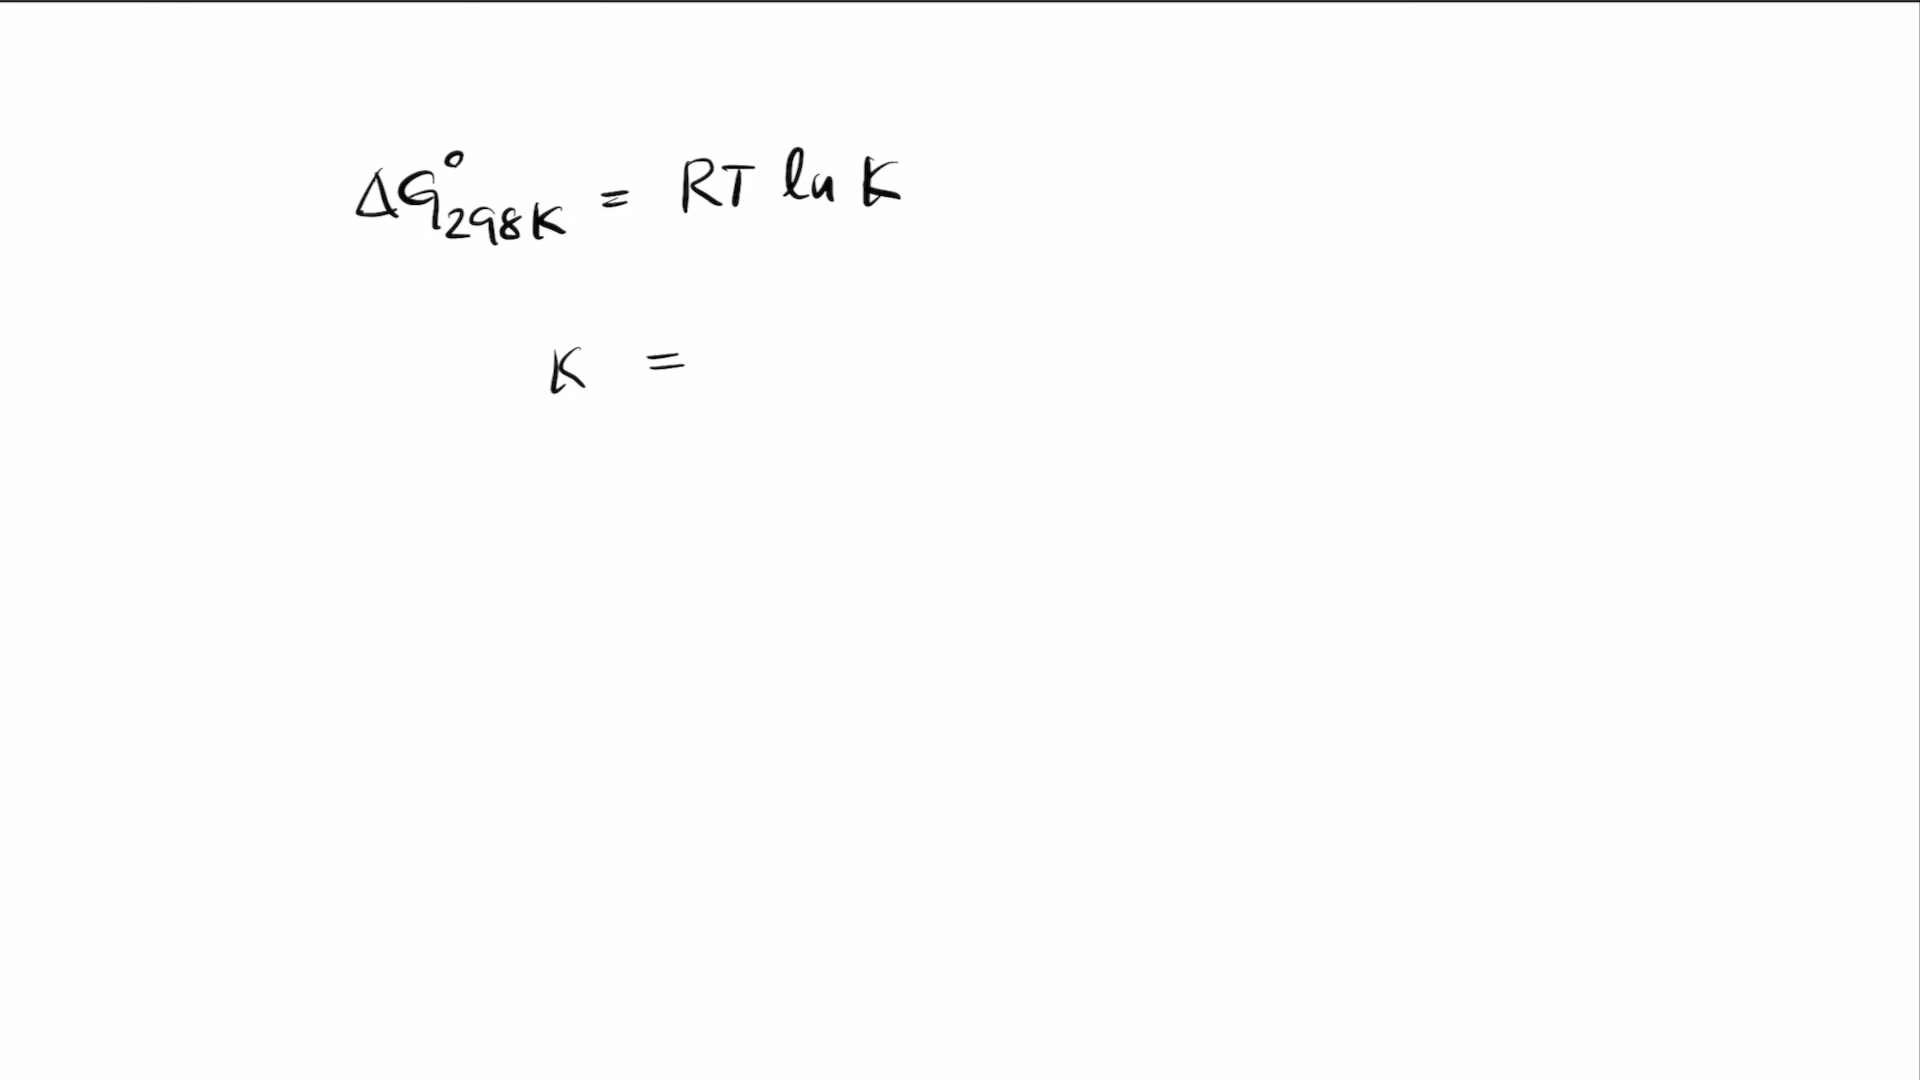 ΔG°298K = RT ln K
K =